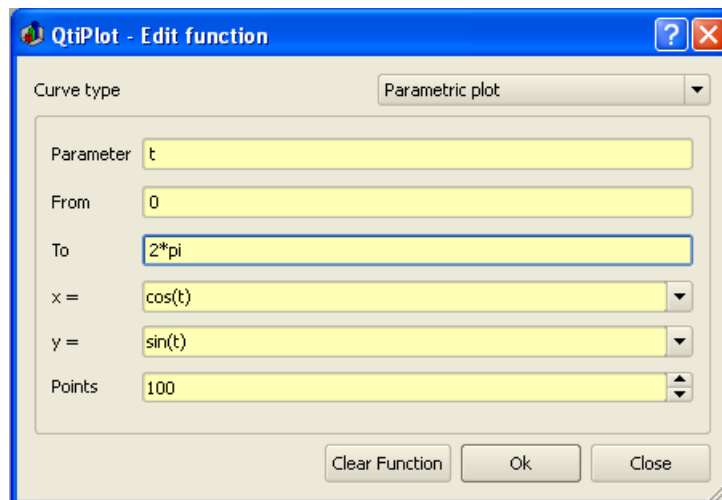 QtiPlot - Edit function
Curve type Parametric plot
Parameter t
From 0
To 2*pi
x = cos(t)
y = sin(t)
Points 100
Clear Function Ok Close